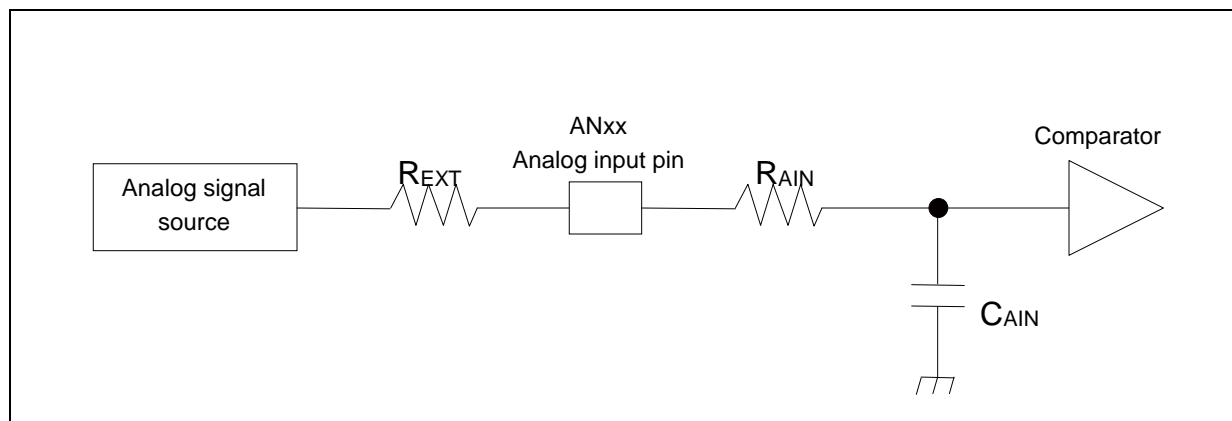 ANxx
Analog input pin
Comparator
Analog signal
source
REXT
RAIN
CAIN